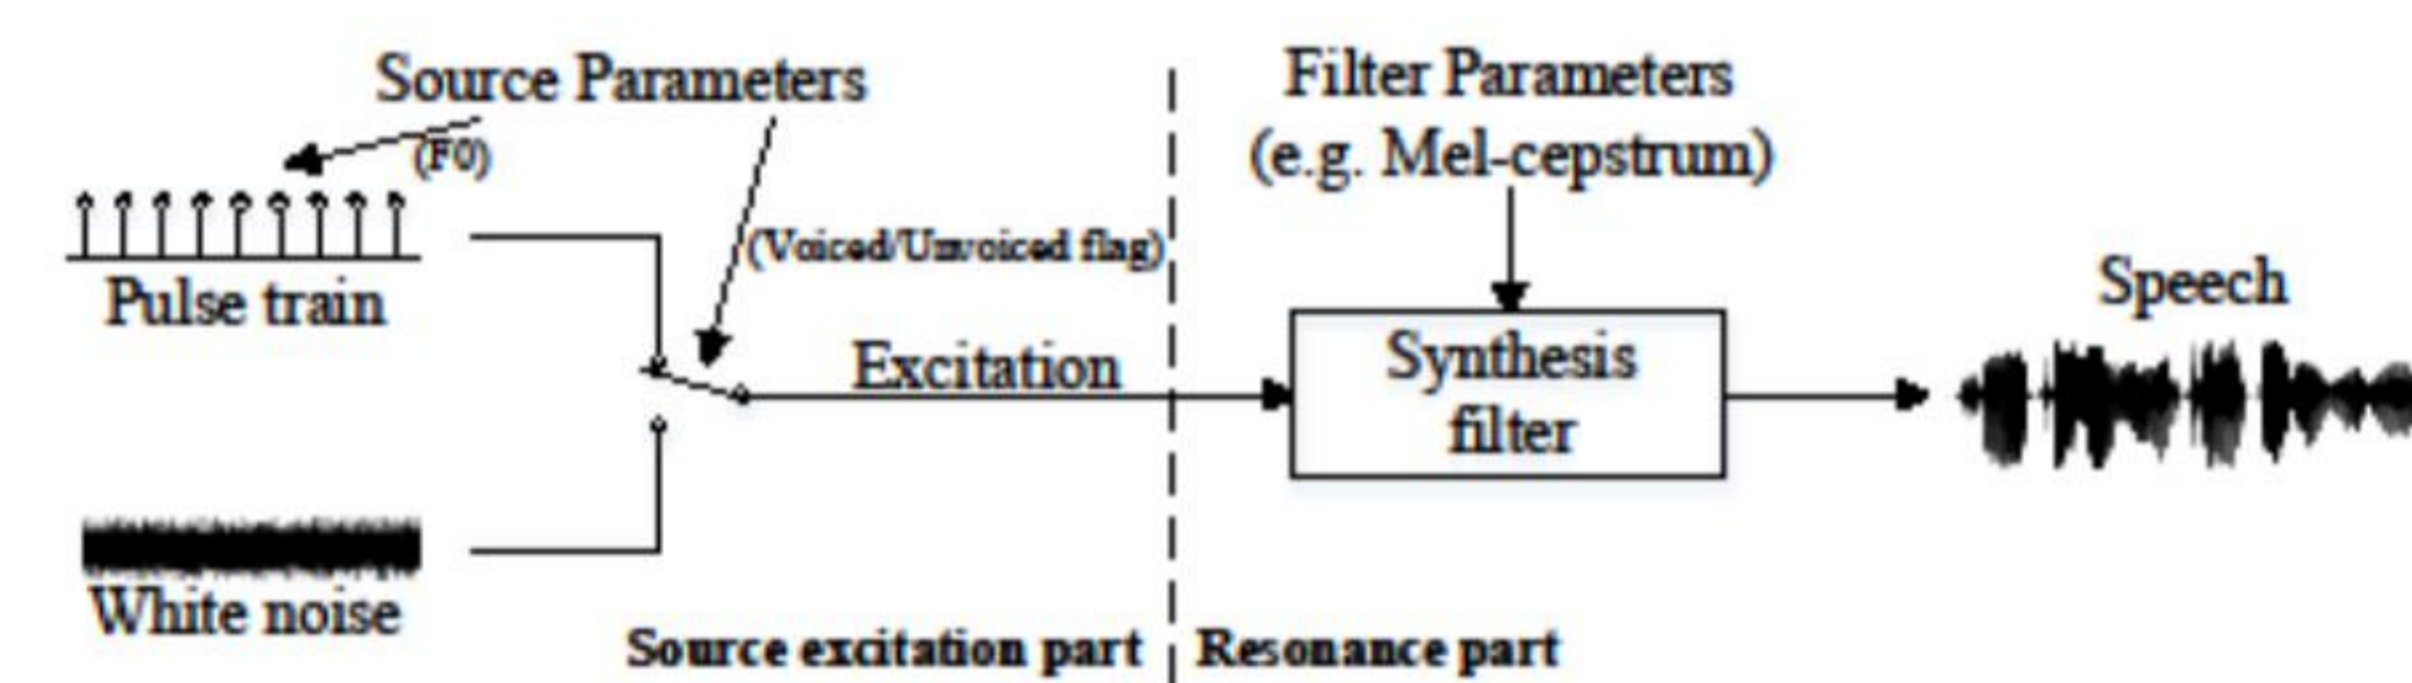 Source Parameters
(F0)
Pulse train
(Voiced/Unvoiced flag)
Excitation
White noise
Source excitation part
Filter Parameters
(e.g. Mel-cepstrum)
Synthesis
filter
Speech
Resonance part